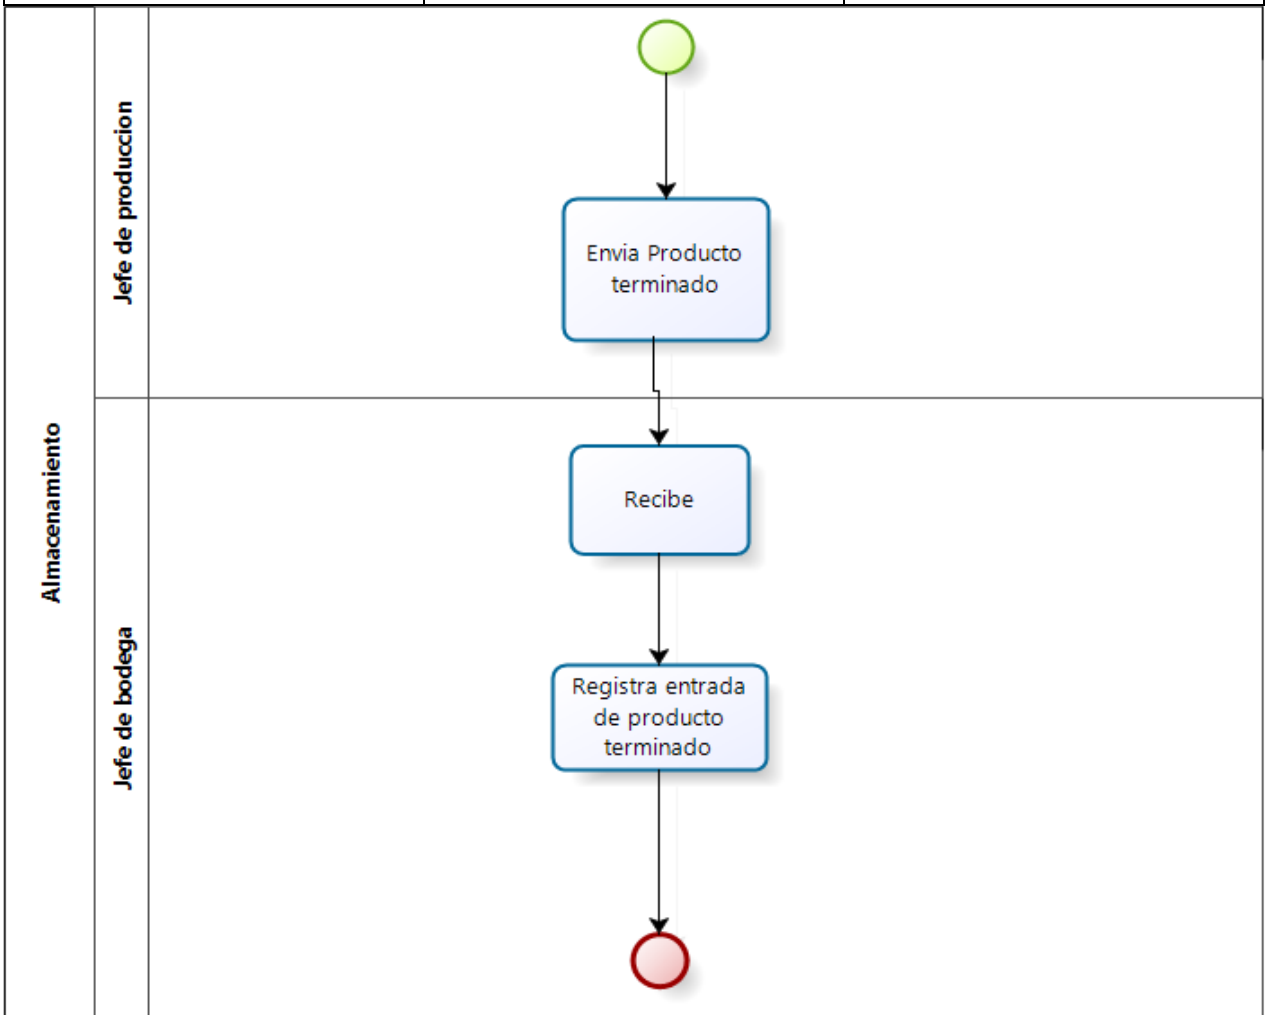 Almacenamiento
Jefe de produccion
Envia Producto
terminado
Jefe de bodega
Recibe
Registra entrada
de producto
terminado